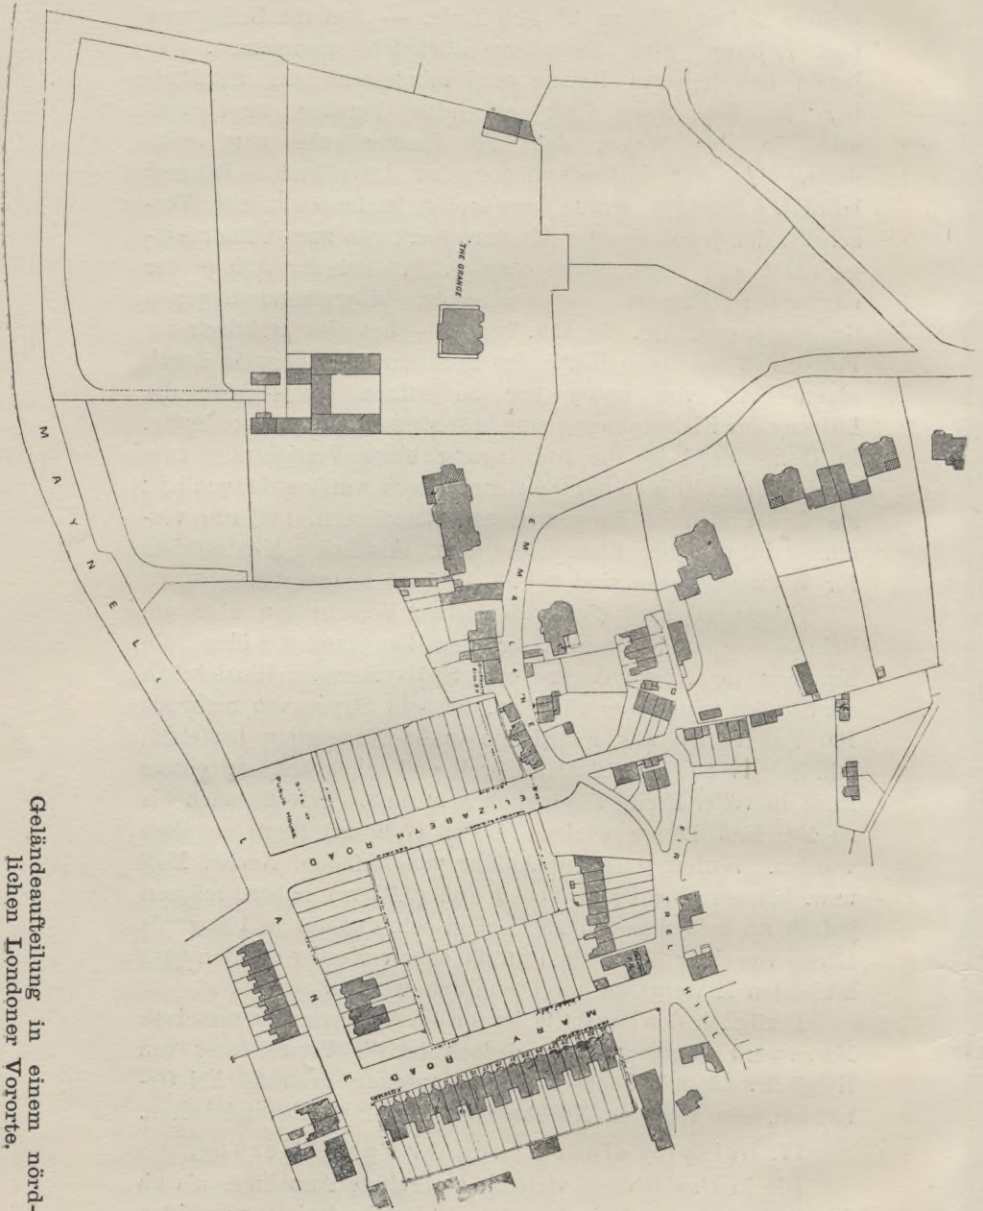 THE GRANGE
MAYNELL LANE
EMMA LANE
ELIZABETH ROAD
SITE OF
PUBLIC HOUSE
FIR TREL HILL
MARY ROAD
Geländeaufteilung in einem nörd-
lichen Londoner Vororte,